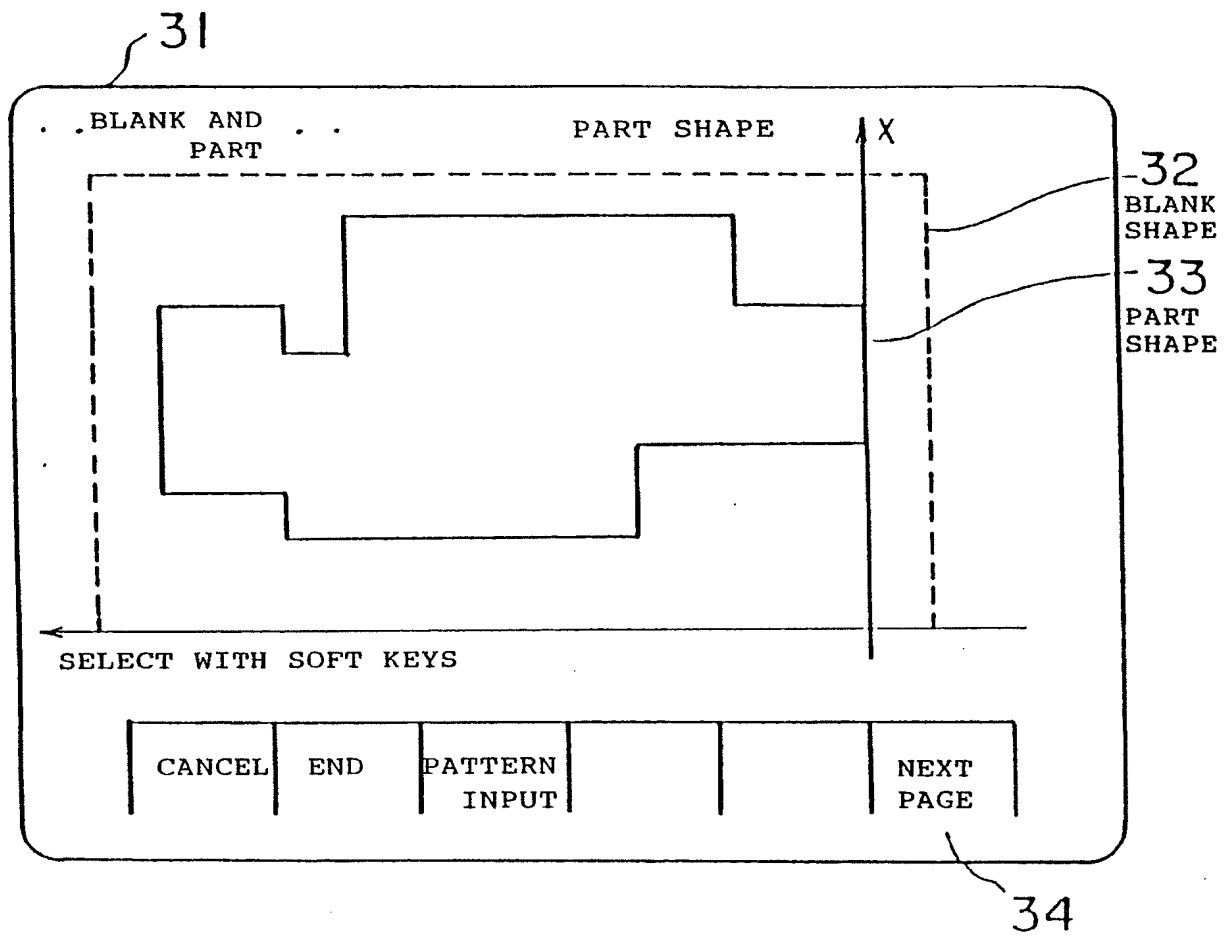 31
. . BLANK AND . .
PART
PART SHAPE
X
32
BLANK
SHAPE
33
PART
SHAPE
SELECT WITH SOFT KEYS
CANCEL
END
PATTERN
INPUT
NEXT
PAGE
34